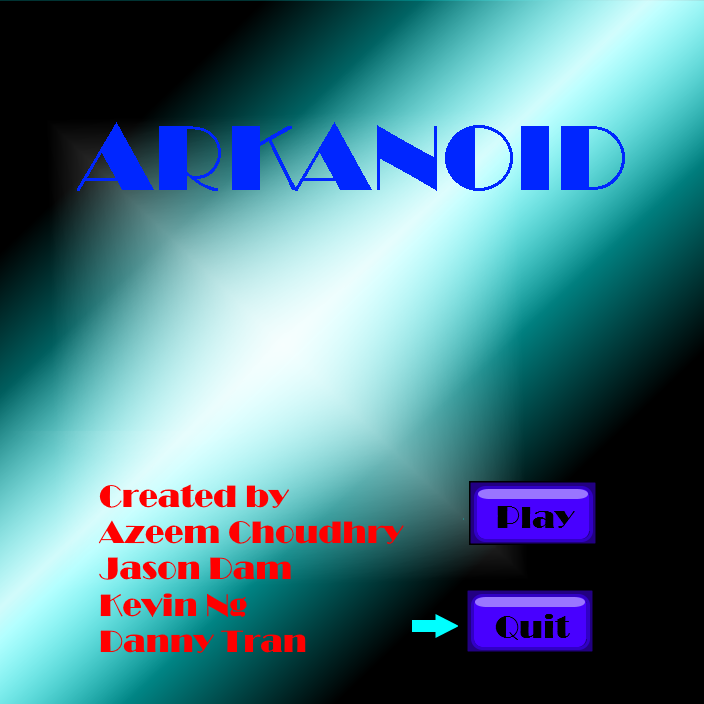 ARKANOID
Created by
Azeem Choudhry
Jason Dam
Kevin Ng
Danny Tran
Play
Quit